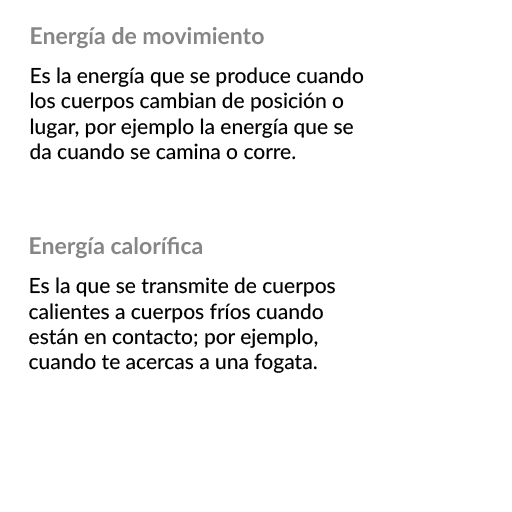 Energía de movimiento
Es la energía que se produce cuando
los cuerpos cambian de posición o
lugar, por ejemplo la energía que se
da cuando se camina o corre.
Energía calorífica
Es la que se transmite de cuerpos
calientes a cuerpos fríos cuando
están en contacto; por ejemplo,
cuando te acercas a una fogata.